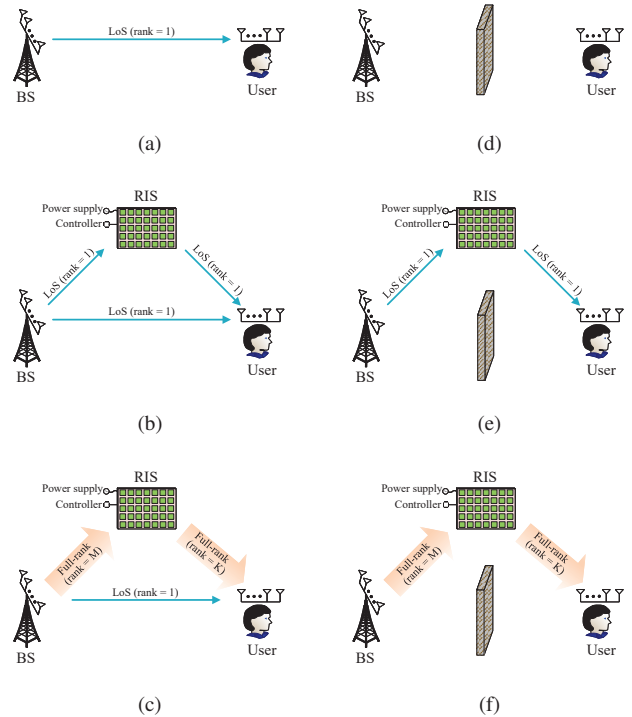 LoS (rank = 1)
BS
User
(a)
BS
User
(d)
RIS
Power supply
Controller
LoS (rank = 1)
LoS (rank = 1)
LoS (rank = 1)
BS
User
(b)
RIS
Power supply
Controller
LoS (rank = 1)
LoS (rank = 1)
BS
User
(e)
RIS
Power supply
Controller
Full-rank
(rank = M)
Full-rank
(rank = K)
LoS (rank = 1)
BS
User
(c)
RIS
Power supply
Controller
Full-rank
(rank = M)
Full-rank
(rank = K)
BS
User
(f)